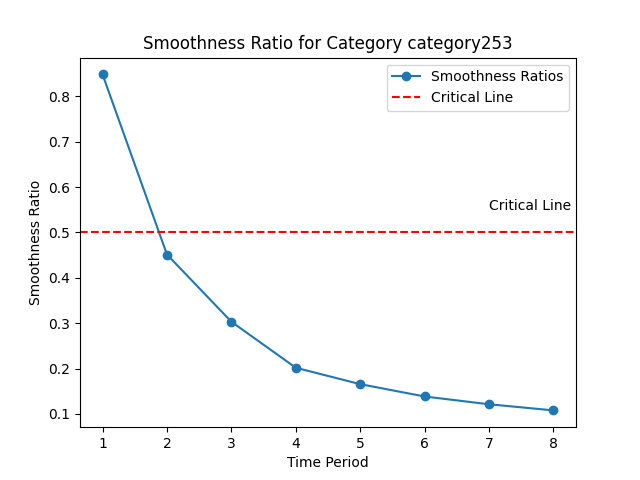 Smoothness Ratio for Category category253
Smoothness Ratios
Critical Line
Critical Line
Smoothness Ratio
0.8
0.7
0.6
0.5
0.4
0.3
0.2
0.1
1 2 3 4 5 6 7 8
Time Period